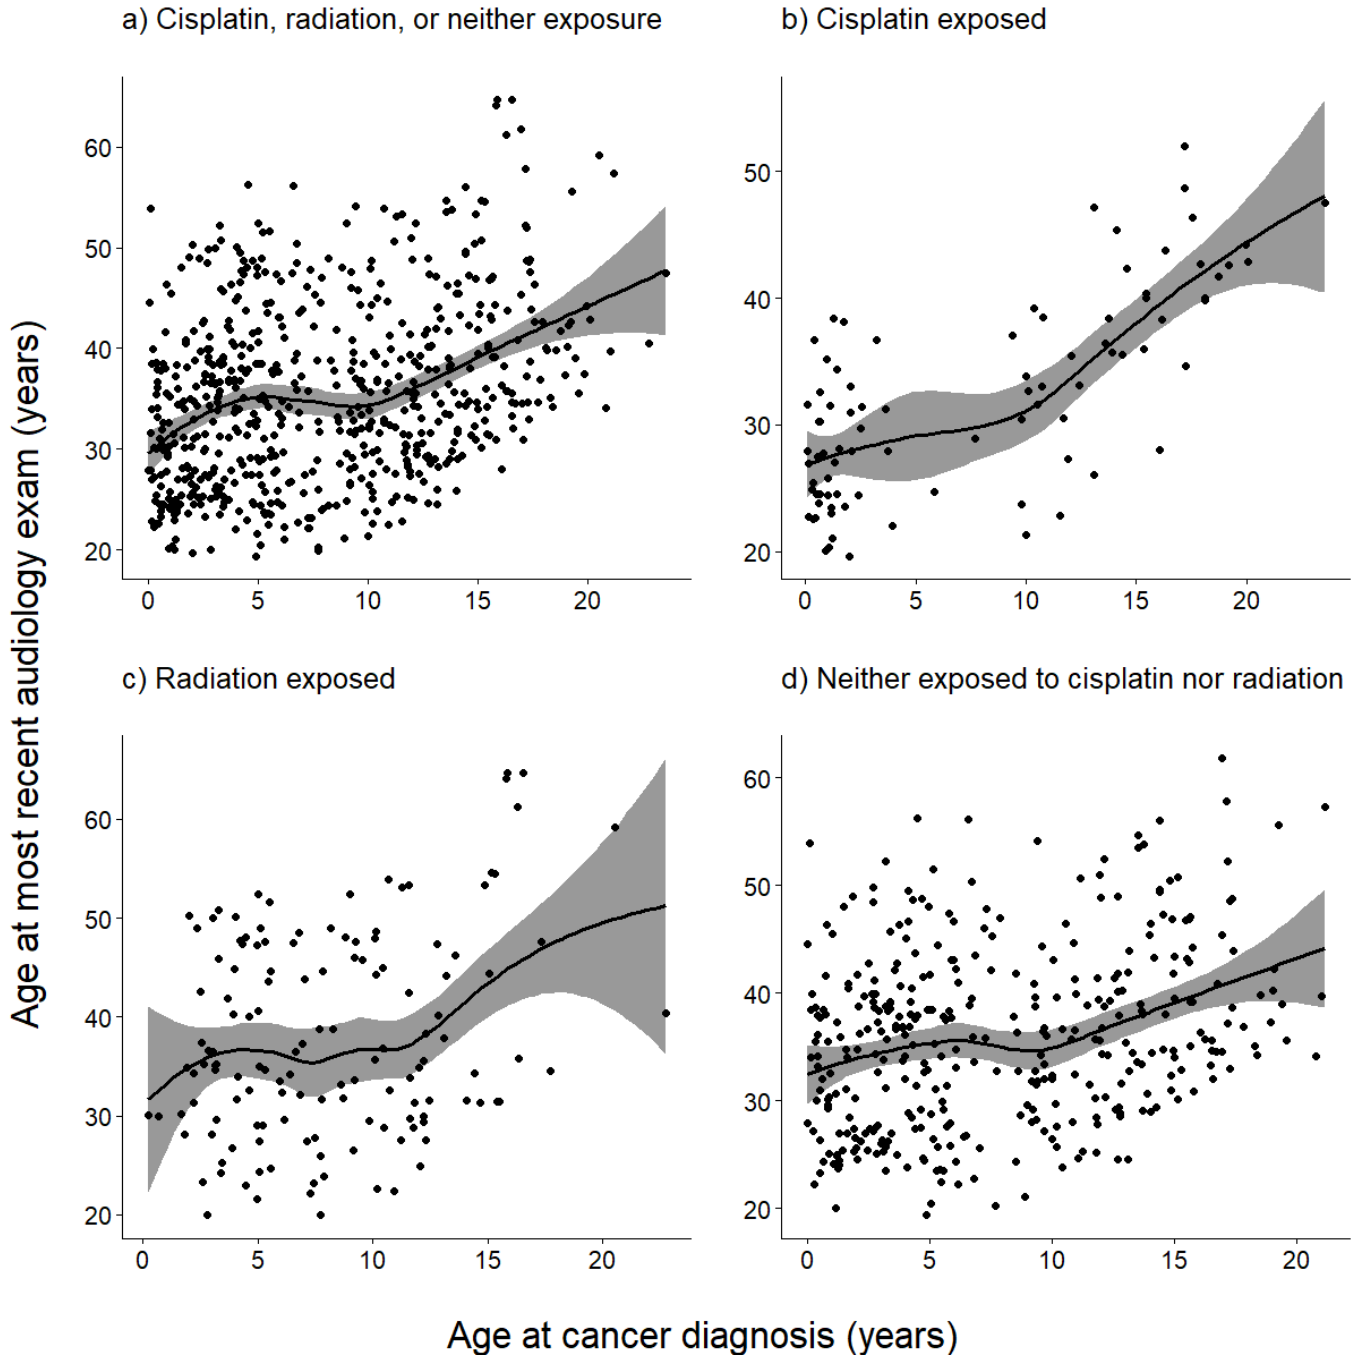 a) Cisplatin, radiation, or neither exposure
60
50
40
30
20
0 5 10 15 20
b) Cisplatin exposed
50
40
30
20
0 5 10 15 20
c) Radiation exposed
60
50
40
30
20
0 5 10 15 20
d) Neither exposed to cisplatin nor radiation
60
50
40
30
20
0 5 10 15 20
Age at most recent audiology exam (years)
Age at cancer diagnosis (years)